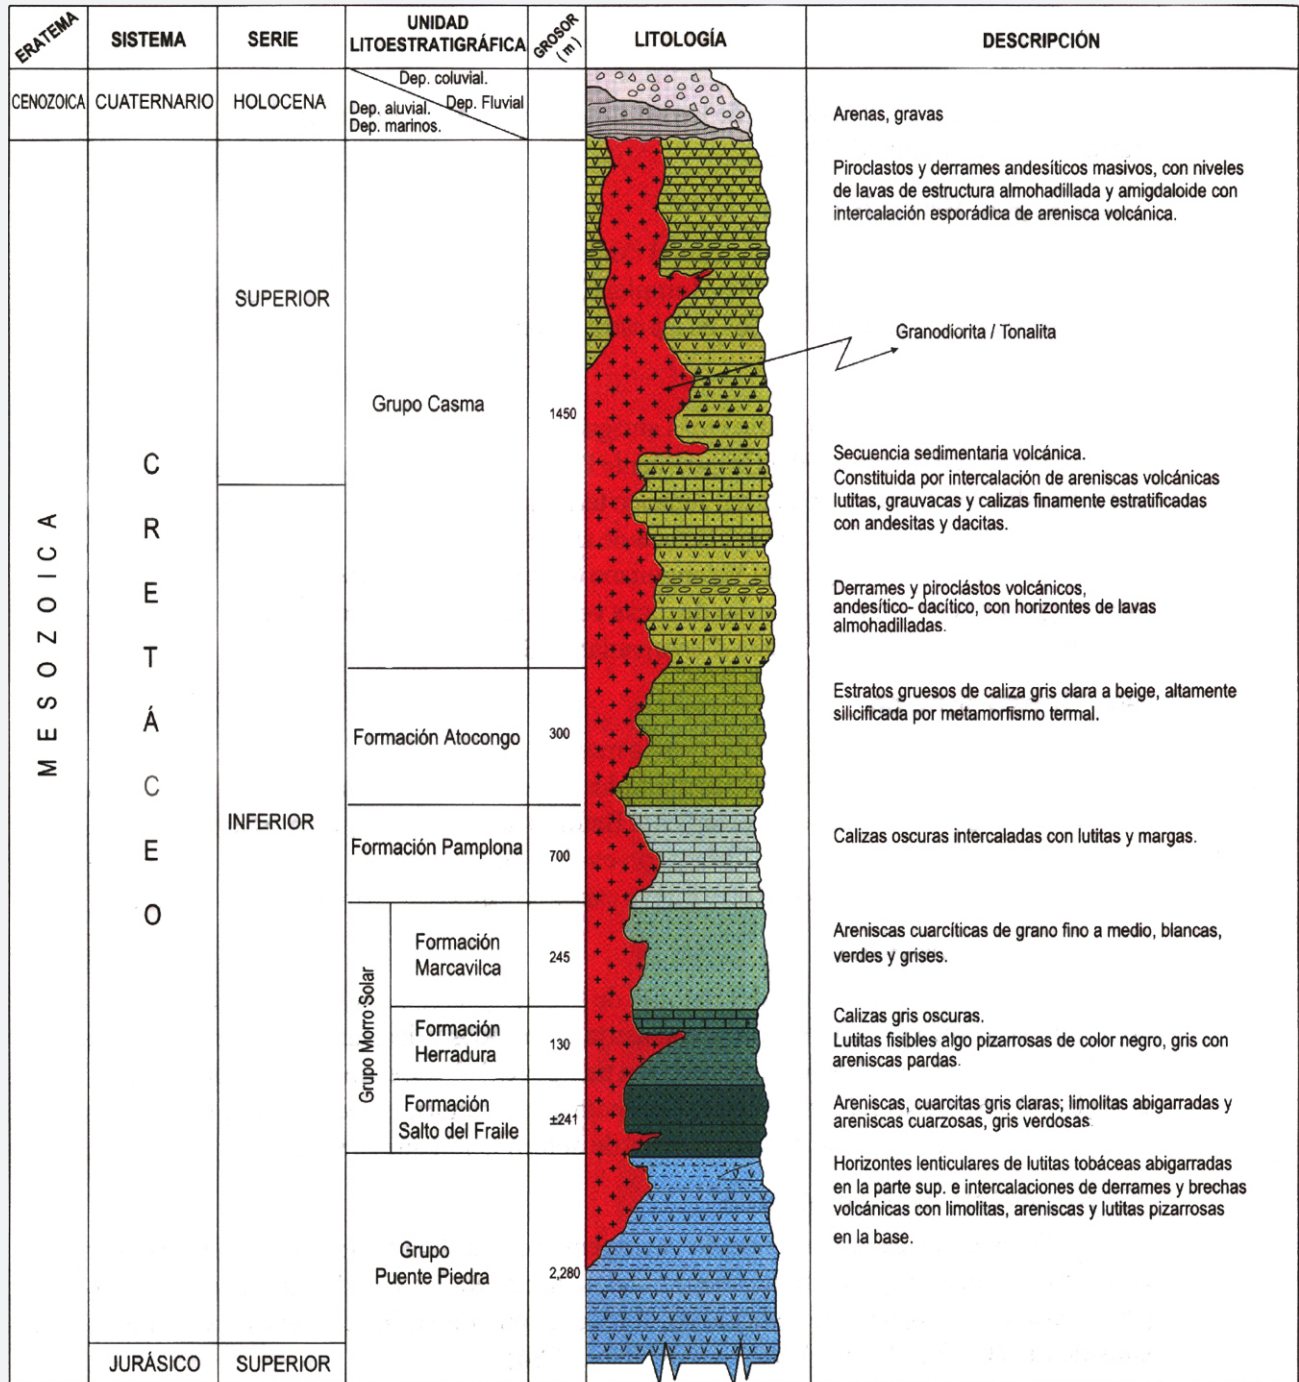 ERATEMA
SISTEMA
SERIE
UNIDAD
LITOESTRATIGRÁFICA
GROSOR
(m)
LITOLOGÍA
DESCRIPCIÓN
CENOZOICA
CUATERNARIO
HOLOCENA
Dep. coluvial.
Dep. aluvial.
Dep. Fluvial
Dep. marinos.
Arenas, gravas
MESOZOICA
CRETÁCEO
SUPERIOR
Grupo Casma
1450
Piroclastos y derrames andesíticos masivos, con niveles
de lavas de estructura almohadillada y amigdaloide con
intercalación esporádica de arenisca volcánica.
Granodiorita / Tonalita
Secuencia sedimentaria volcánica.
Constituida por intercalación de areniscas volcánicas
lutitas, grauvacas y calizas finamente estratificadas
con andesitas y dacitas.
Derrames y piroclástos volcánicos,
andesítico- dacítico, con horizontes de lavas
almohadilladas.
INFERIOR
Formación Atocongo
300
Estratos gruesos de caliza gris clara a beige, altamente
silicificada por metamorfismo termal.
Formación Pamplona
700
Calizas oscuras intercaladas con lutitas y margas.
Grupo Morro Solar
Formación
Marcavilca
245
Areniscas cuarcíticas de grano fino a medio, blancas,
verdes y grises.
Formación
Herradura
130
Calizas gris oscuras.
Lutitas fisibles algo pizarrosas de color negro, gris con
areniscas pardas.
Formación
Salto del Fraile
±241
Areniscas, cuarcitas gris claras; limolitas abigarradas y
areniscas cuarzosas, gris verdosas
Grupo
Puente Piedra
2,280
Horizontes lenticulares de lutitas tobáceas abigarradas
en la parte sup. e intercalaciones de derrames y brechas
volcánicas con limolitas, areniscas y lutitas pizarrosas
en la base.
JURÁSICO
SUPERIOR